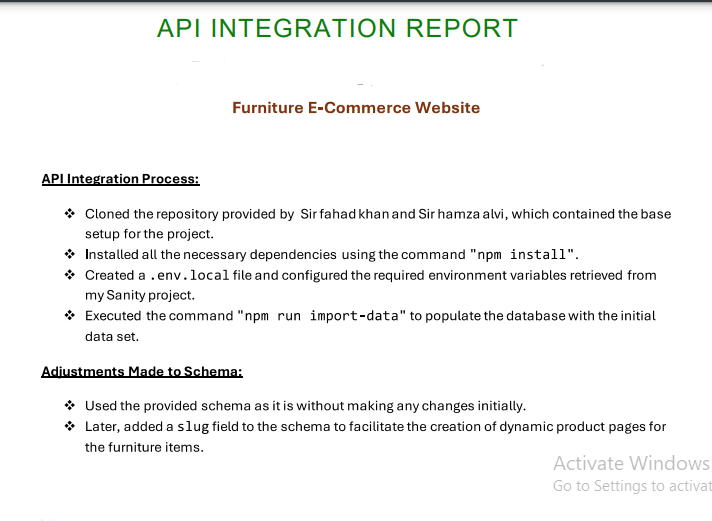 API INTEGRATION REPORT
Furniture E-Commerce Website
API Integration Process:
❖ Cloned the repository provided by Sir fahad khan and Sir hamza alvi, which contained the base
setup for the project.
❖ Installed all the necessary dependencies using the command "npm install".
❖ Created a .env.local file and configured the required environment variables retrieved from
my Sanity project.
❖ Executed the command "npm run import-data" to populate the database with the initial
data set.
Adjustments Made to Schema:
❖ Used the provided schema as it is without making any changes initially.
❖ Later, added a slug field to the schema to facilitate the creation of dynamic product pages for
the furniture items.
Activate Windows
Go to Settings to activat